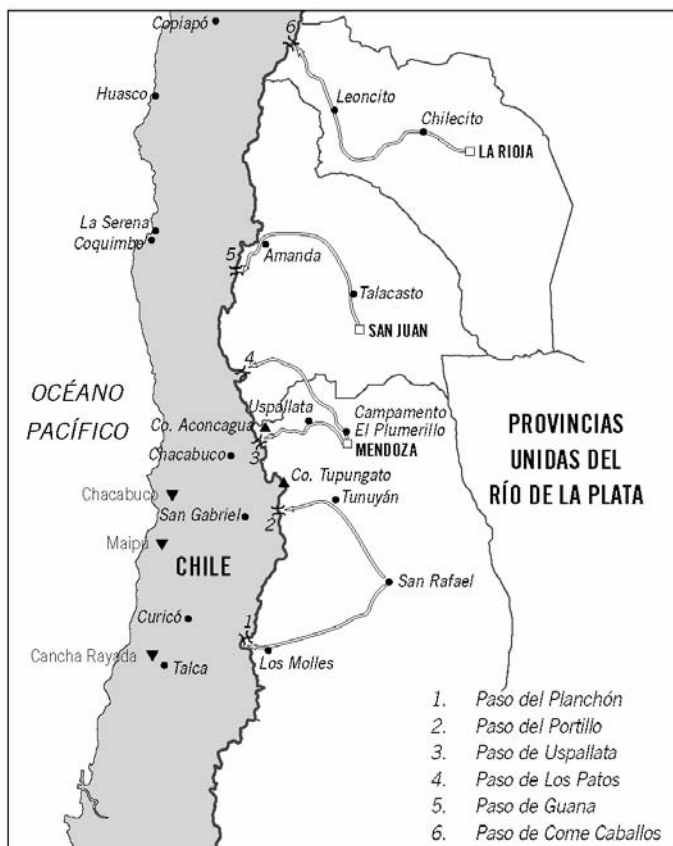 Copiapó
6
Huasco
Leoncito
Chilecito
LA RIOJA
La Serena
Coquimbo
5
Amanda
Talacasto
SAN JUAN
4
OCÉANO
PACÍFICO
Co. Aconcagua
Uspallata
Campamento
El Plumerillo
MENDOZA
3
Chacabuco
PROVINCIAS
UNIDAS DEL
RÍO DE LA PLATA
Co. Tupungato
Tunuyán
Chacabuco
San Gabriel
2
Maipú
CHILE
San Rafael
Curicó
1
Cancha Rayada
Talca
Los Molles
1. Paso del Planchón
2. Paso del Portillo
3. Paso de Uspallata
4. Paso de Los Patos
5. Paso de Guana
6. Paso de Come Caballos